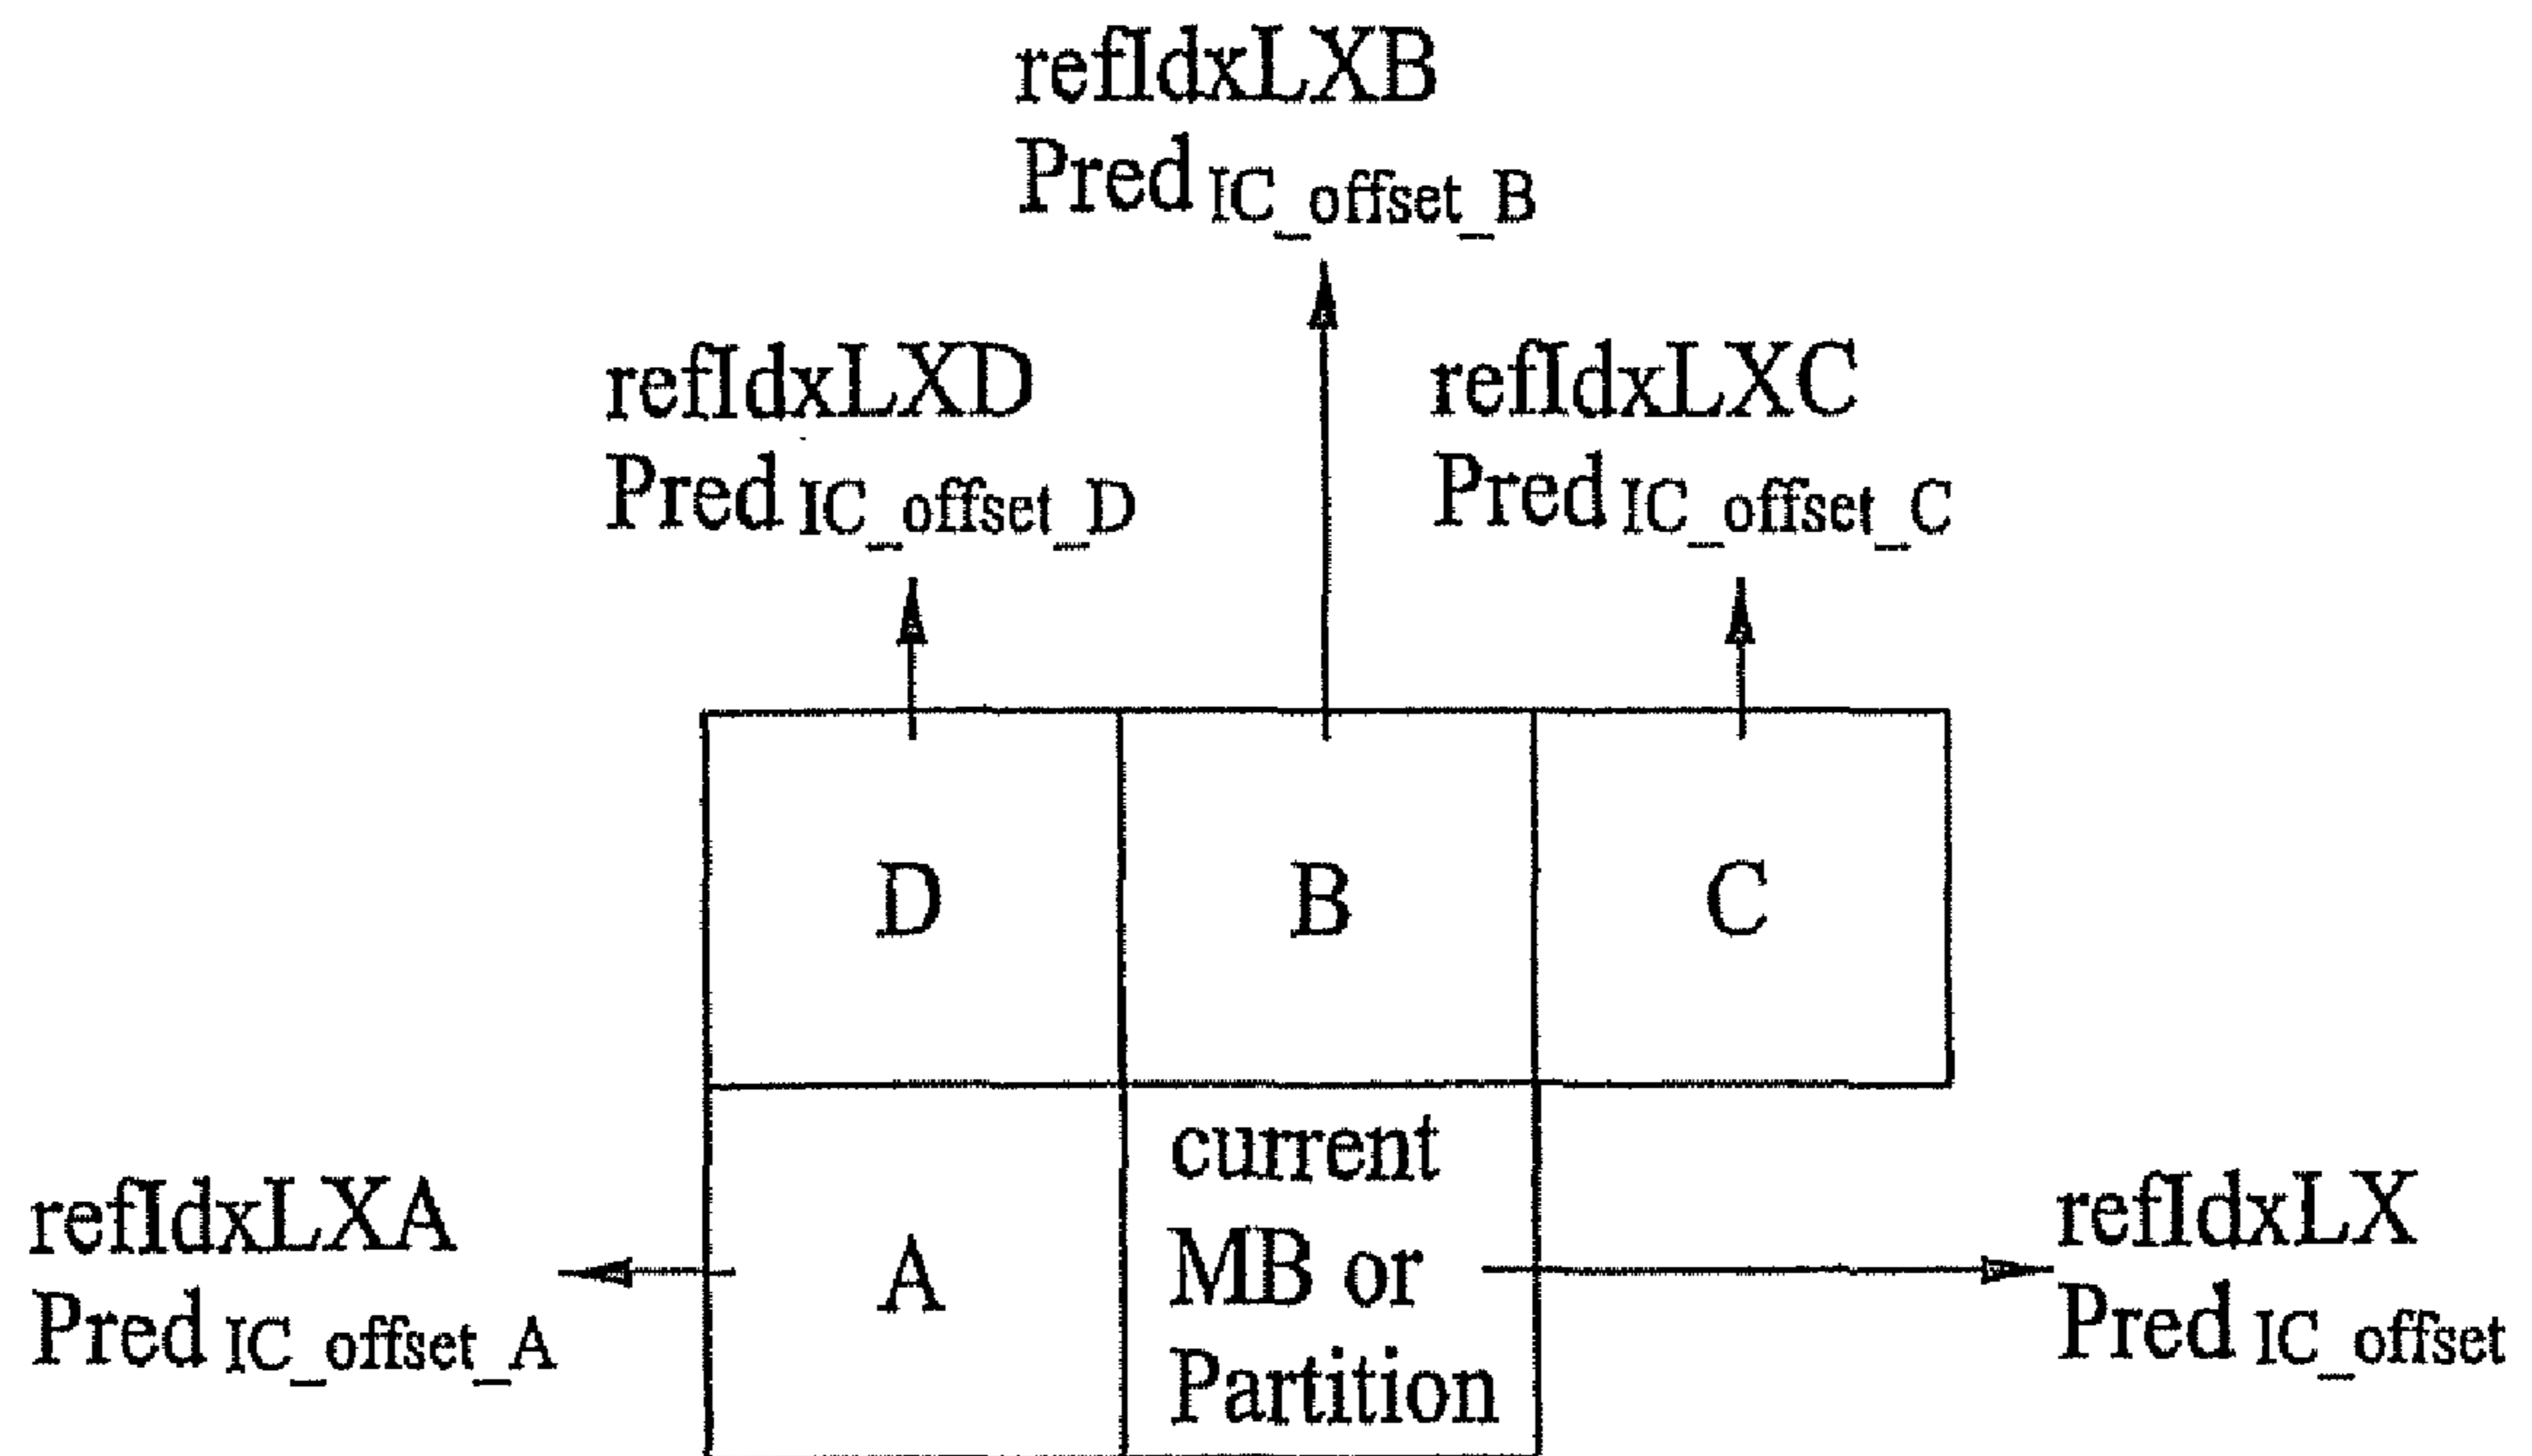 refIdxLXB
Pred IC_offset_B
refIdxLXD
Pred IC_offset_D
refIdxLXC
Pred IC_offset_C
D
B
C
refIdxLXA
Pred IC_offset_A
A
current
MB or
Partition
refIdxLX
Pred IC_offset